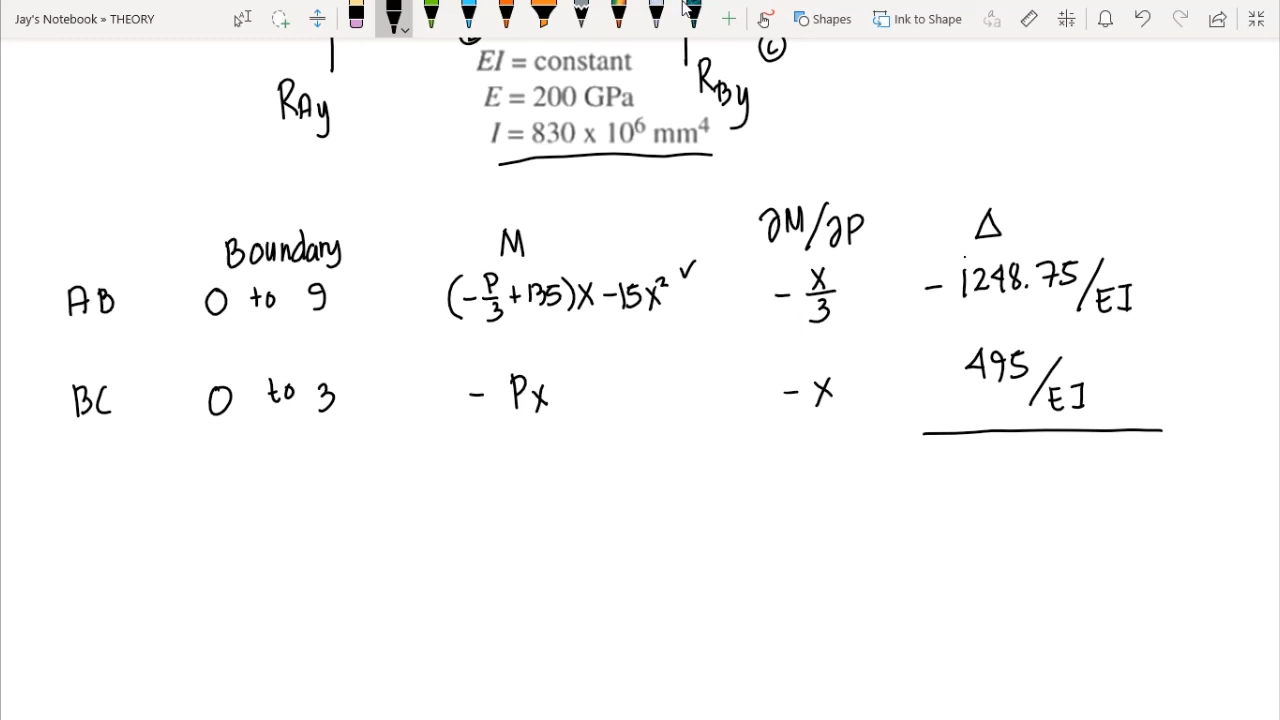 Jay's Notebook » THEORY
Shapes
Ink to Shape
RAy
EI = constant
RBy
C
E = 200 GPa
I = 830 x 10⁶ mm⁴
Boundary M ∂M/∂P Δ
AB 0 to 9 (-P/3 + 135)x - 15x² ✓ - x/3 - 1248.75/EI
BC 0 to 3 - Px - x 495/EI